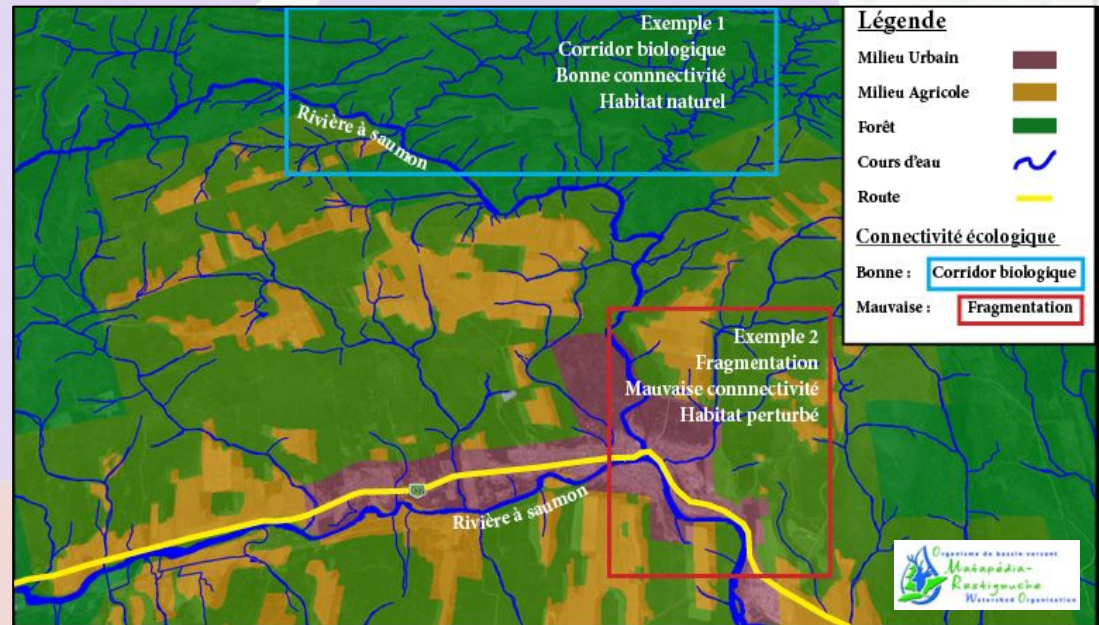 Exemple 1
Corridor biologique
Bonne connnectivité
Habitat naturel
Rivière à saumon
Exemple 2
Fragmentation
Mauvaise connnectivité
Habitat perturbé
Rivière à saumon
Légende
Milieu Urbain
Milieu Agricole
Forêt
Cours d'eau
Route
Connectivité écologique
Bonne : Corridor biologique
Mauvaise : Fragmentation
Organisme de bassin versant
Matapédia-
Restigouche
Watershed Organization